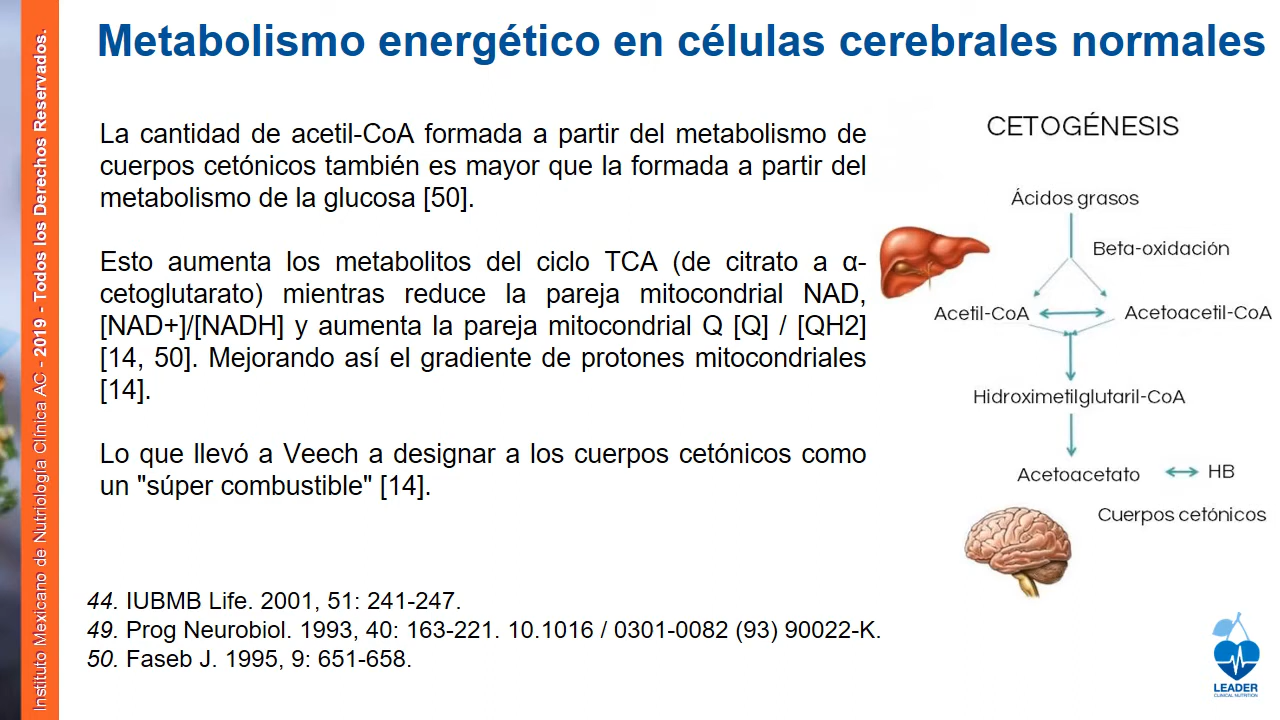 Metabolismo energético en células cerebrales normales
Instituto Mexicano de Nutriología Clínica AC - 2019 - Todos los Derechos Reservados.
La cantidad de acetil-CoA formada a partir del metabolismo de
cuerpos cetónicos también es mayor que la formada a partir del
metabolismo de la glucosa [50].
Esto aumenta los metabolitos del ciclo TCA (de citrato a α-
cetoglutarato) mientras reduce la pareja mitocondrial NAD,
[NAD+]/[NADH] y aumenta la pareja mitocondrial Q [Q] / [QH2]
[14, 50]. Mejorando así el gradiente de protones mitocondriales
[14].
Lo que llevó a Veech a designar a los cuerpos cetónicos como
un "súper combustible" [14].
44. IUBMB Life. 2001, 51: 241-247.
49. Prog Neurobiol. 1993, 40: 163-221. 10.1016 / 0301-0082 (93) 90022-K.
50. Faseb J. 1995, 9: 651-658.
CETOGÉNESIS
Ácidos grasos
Beta-oxidación
Acetil-CoA
Acetoacetil-CoA
Hidroximetilglutaril-CoA
Acetoacetato
HB
Cuerpos cetónicos
LEADER
CLINICAL NUTRITION